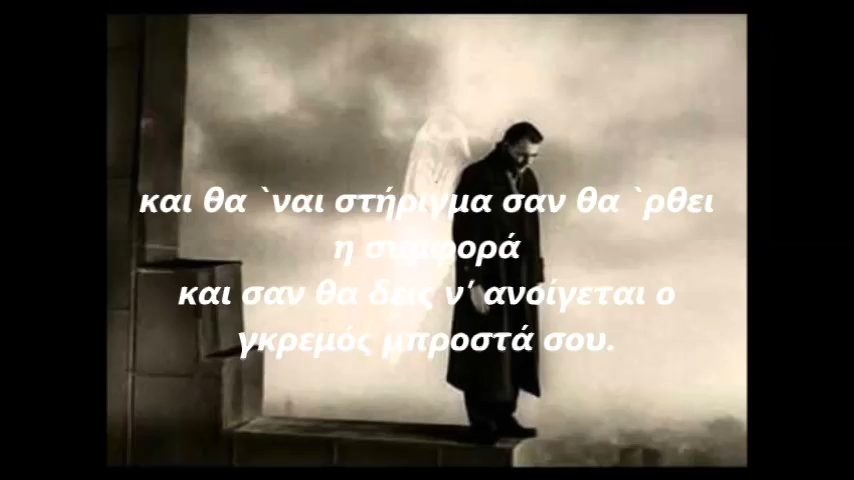 και θα `ναι στήριγμα σαν θα `ρθει
η συμφορά
και σαν θα δεις ν' ανοίγεται ο
γκρεμός μπροστά σου.